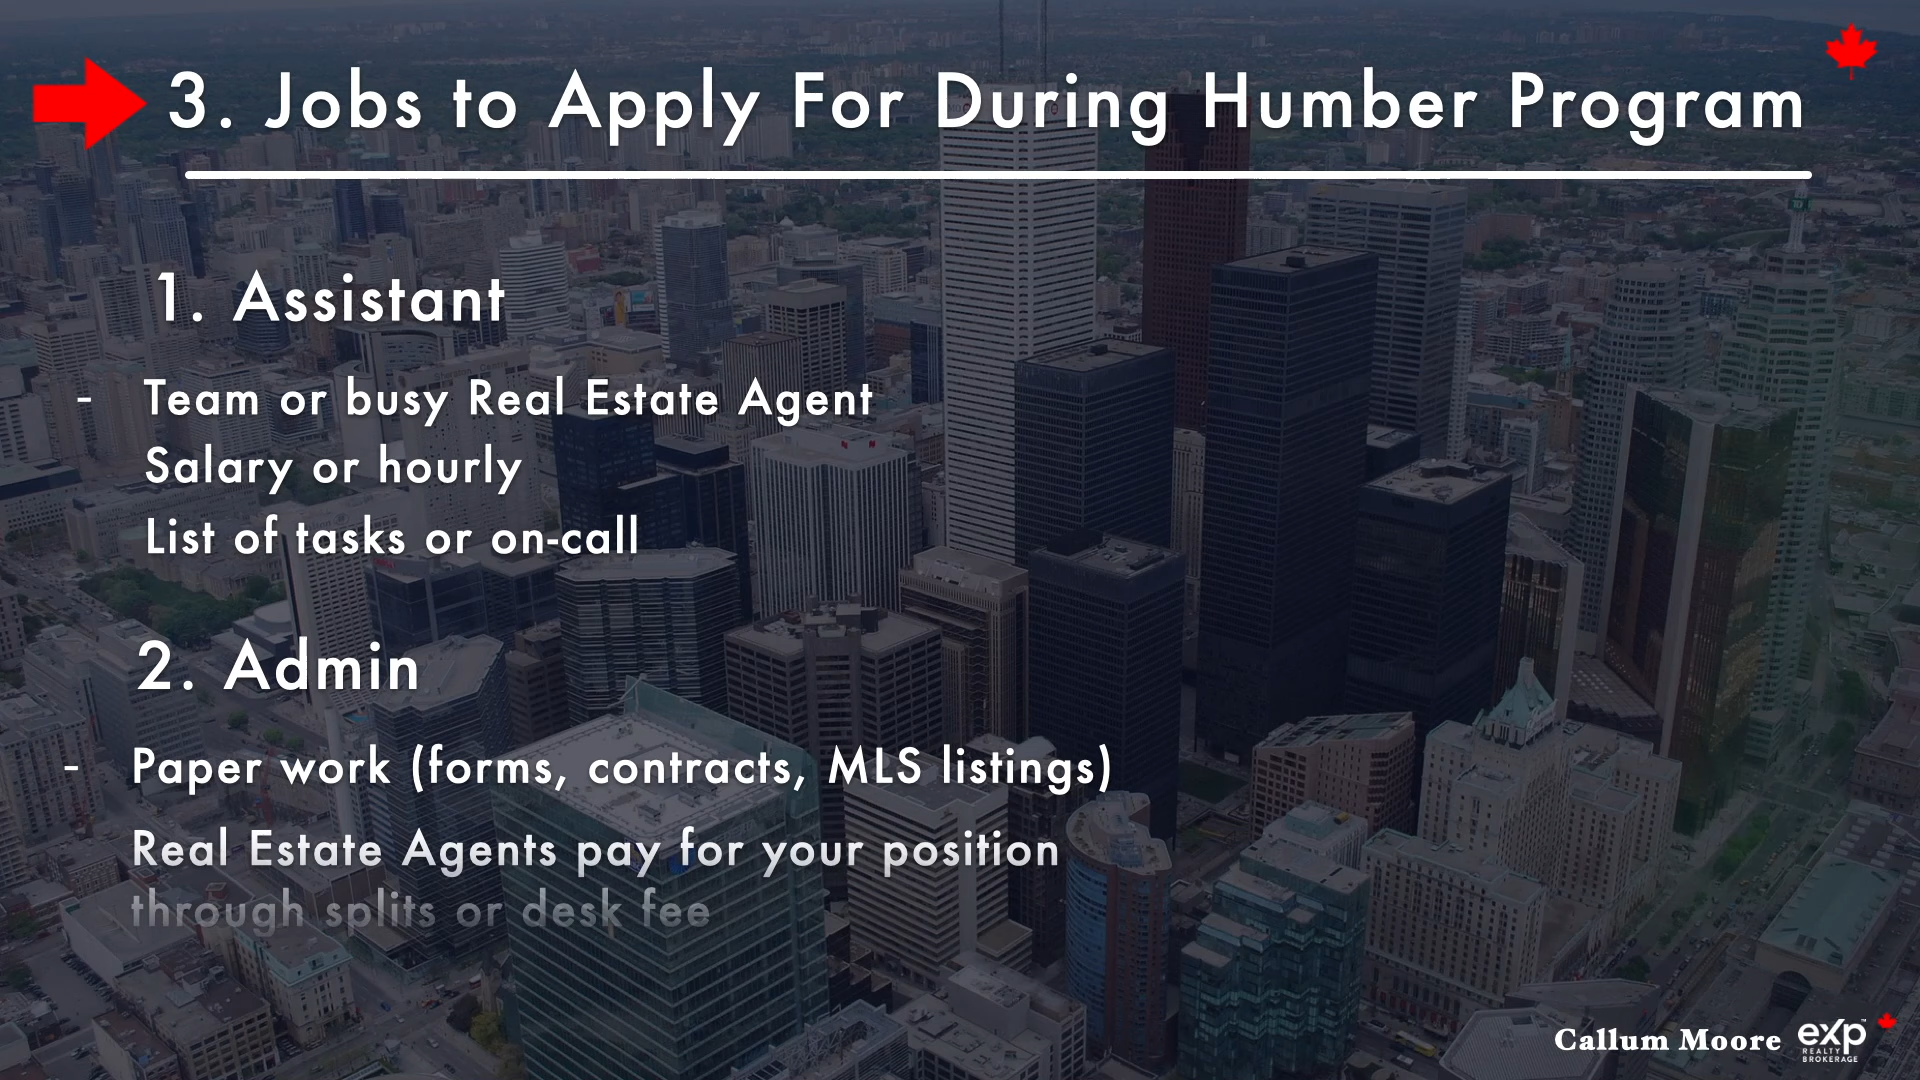 3. Jobs to Apply For During Humber Program
1. Assistant
- Team or busy Real Estate Agent
Salary or hourly
List of tasks or on-call
2. Admin
- Paper work (forms, contracts, MLS listings)
Real Estate Agents pay for your position
through splits or desk fee
Callum Moore
exp
REALTY
BROKERAGE